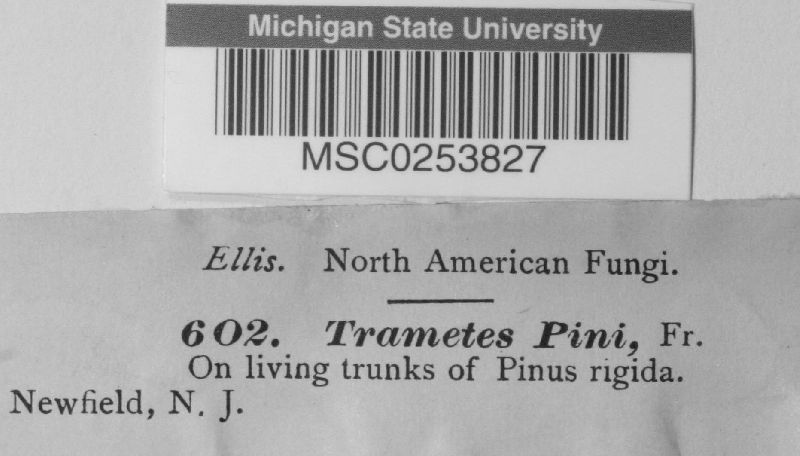 Michigan State University
MSC0253827
Ellis. North American Fungi.
602. Trametes Pini, Fr.
On living trunks of Pinus rigida.
Newfield, N. J.